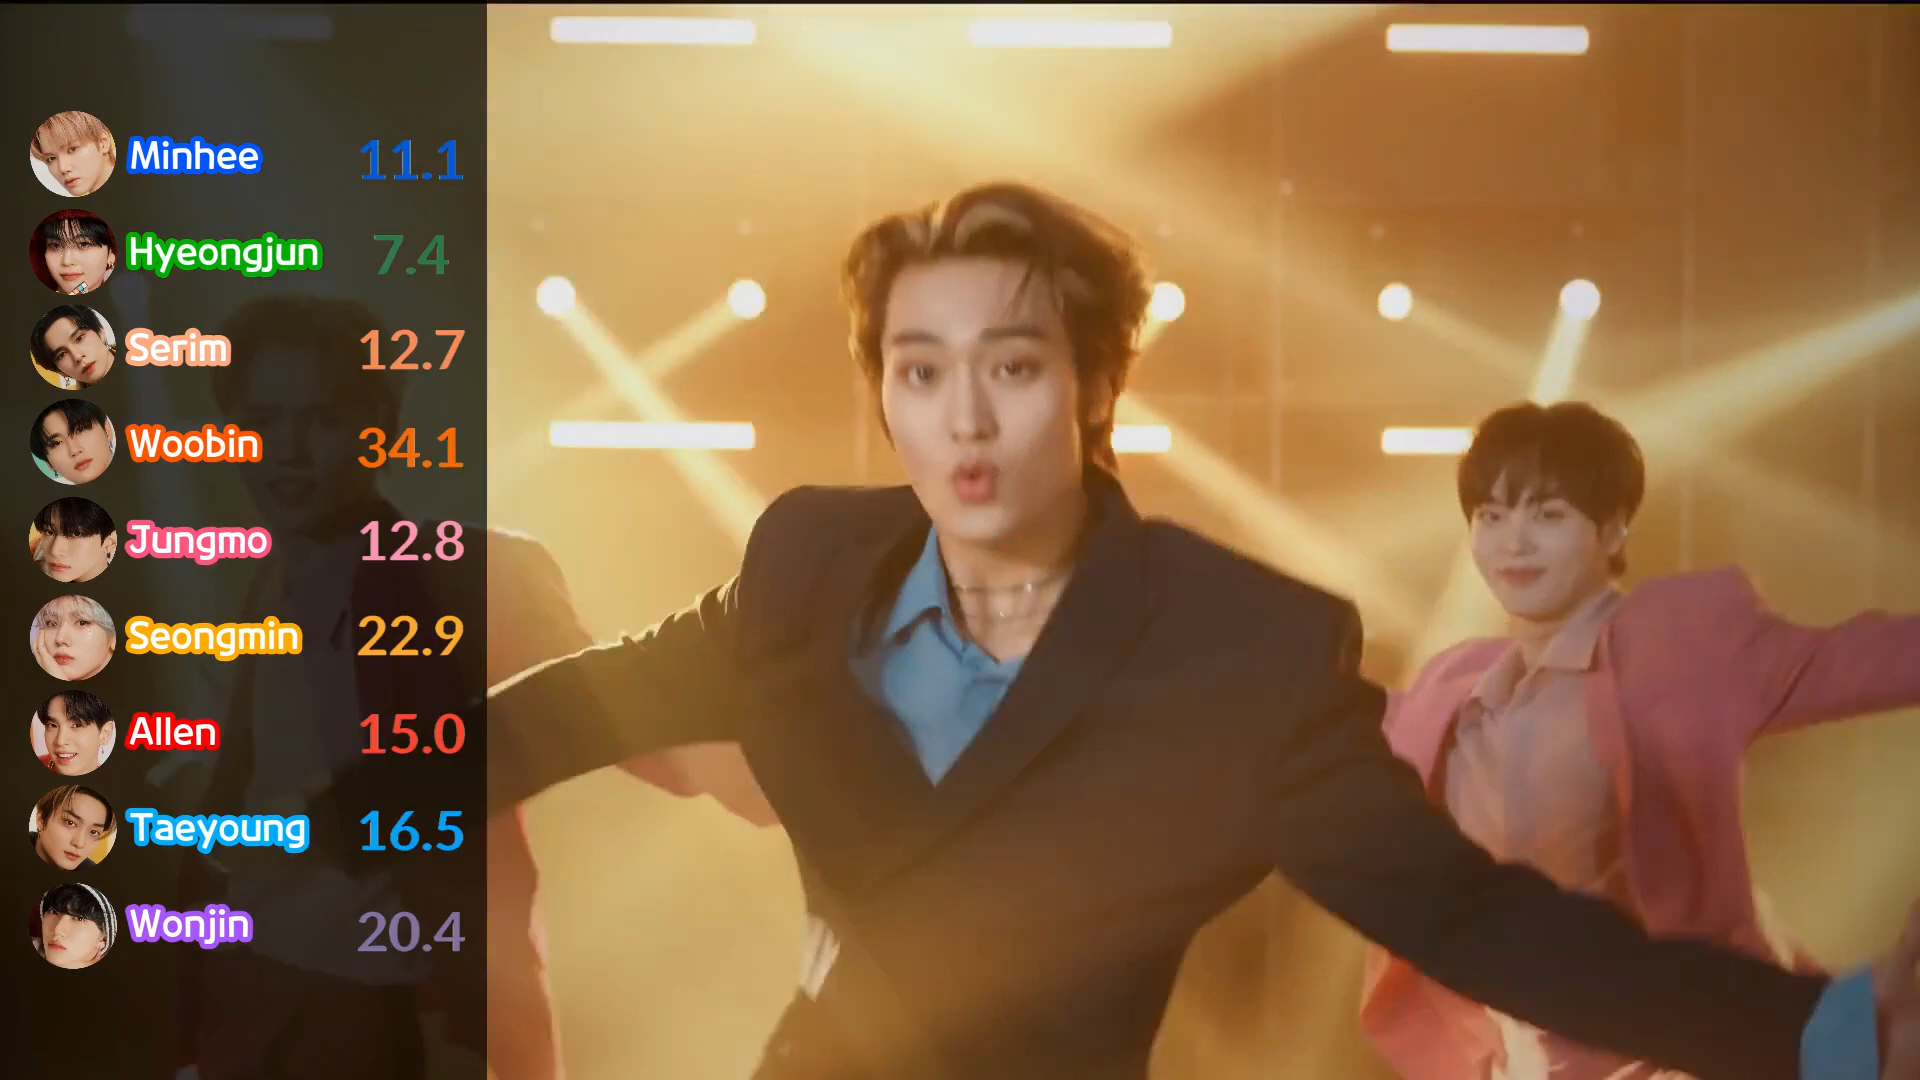 Minhee 11.1
Hyeongjun 7.4
Serim 12.7
Woobin 34.1
Jungmo 12.8
Seongmin 22.9
Allen 15.0
Taeyoung 16.5
Wonjin 20.4